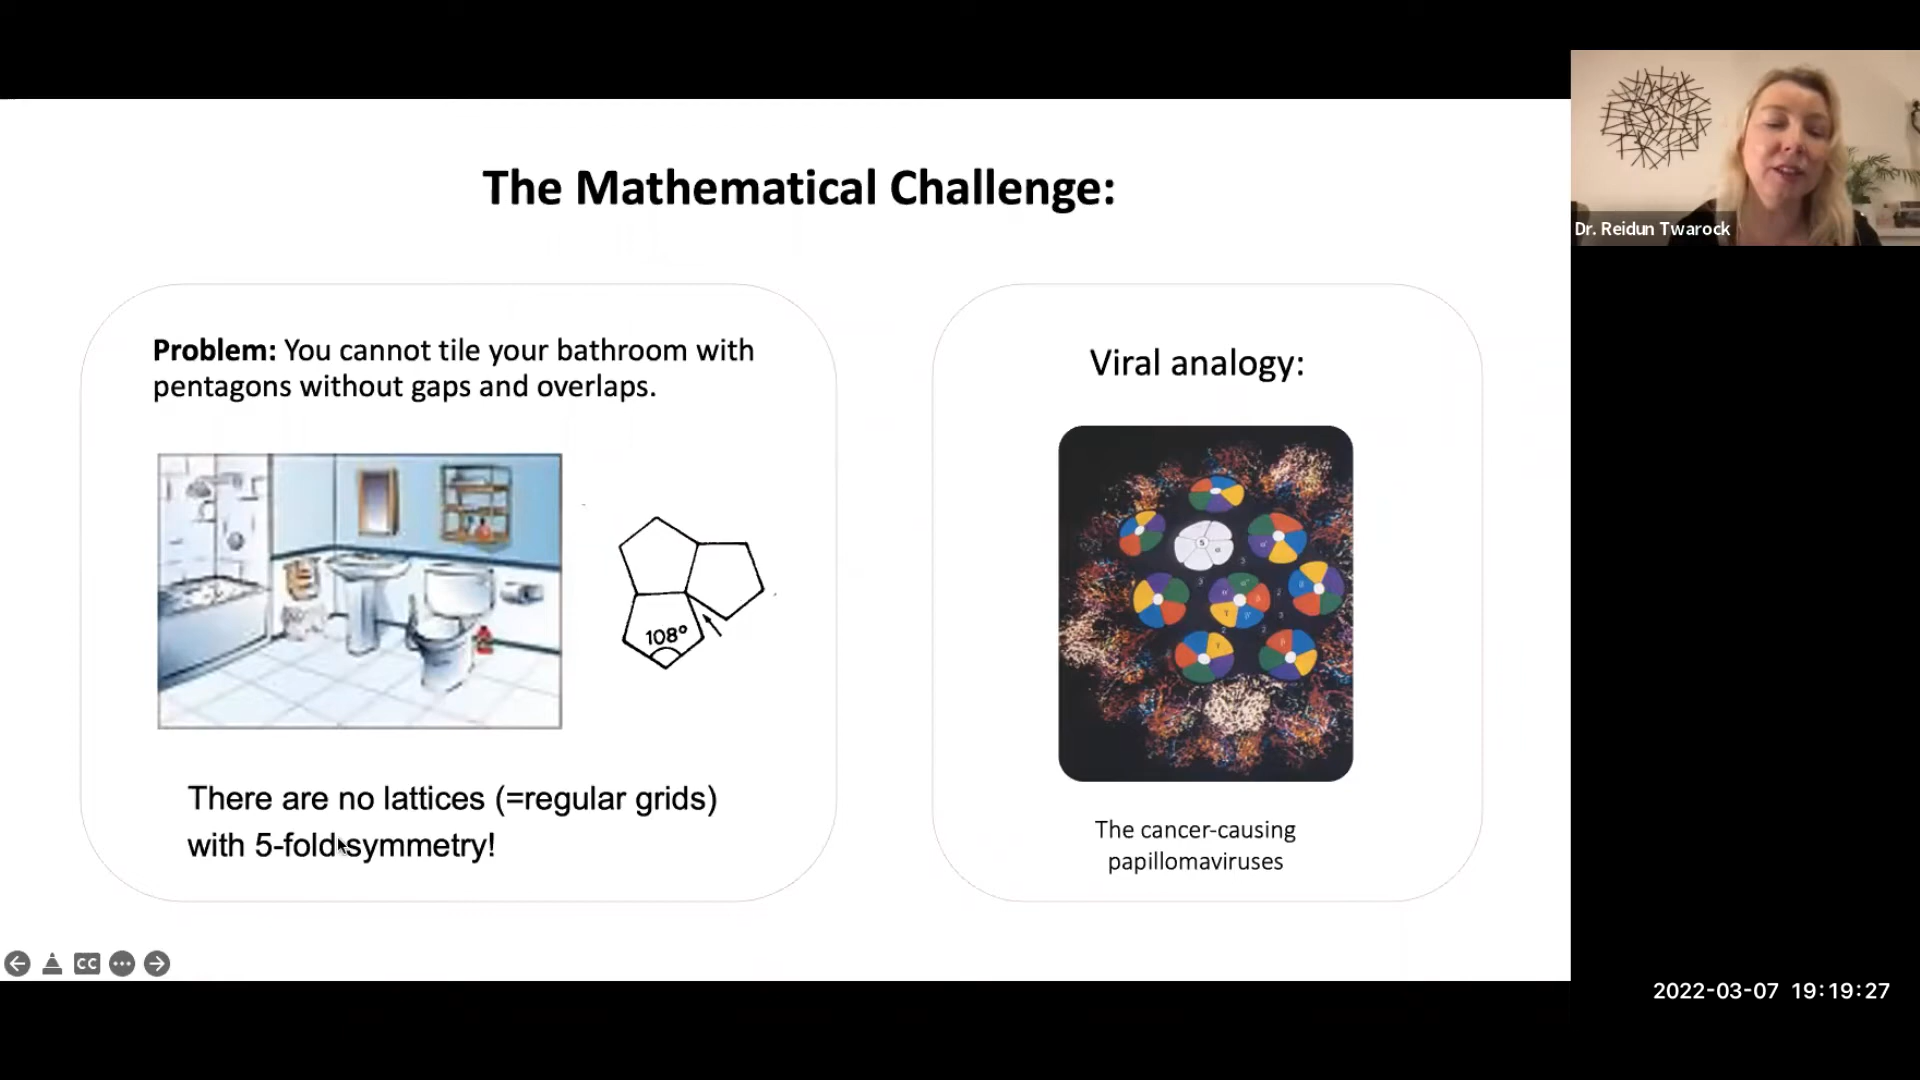 The Mathematical Challenge:
Dr. Reidun Twarock
Problem: You cannot tile your bathroom with
pentagons without gaps and overlaps.
108°
There are no lattices (=regular grids)
with 5-fold symmetry!
Viral analogy:
5
α
The cancer-causing
papillomaviruses
CC
2022-03-07 19:19:27